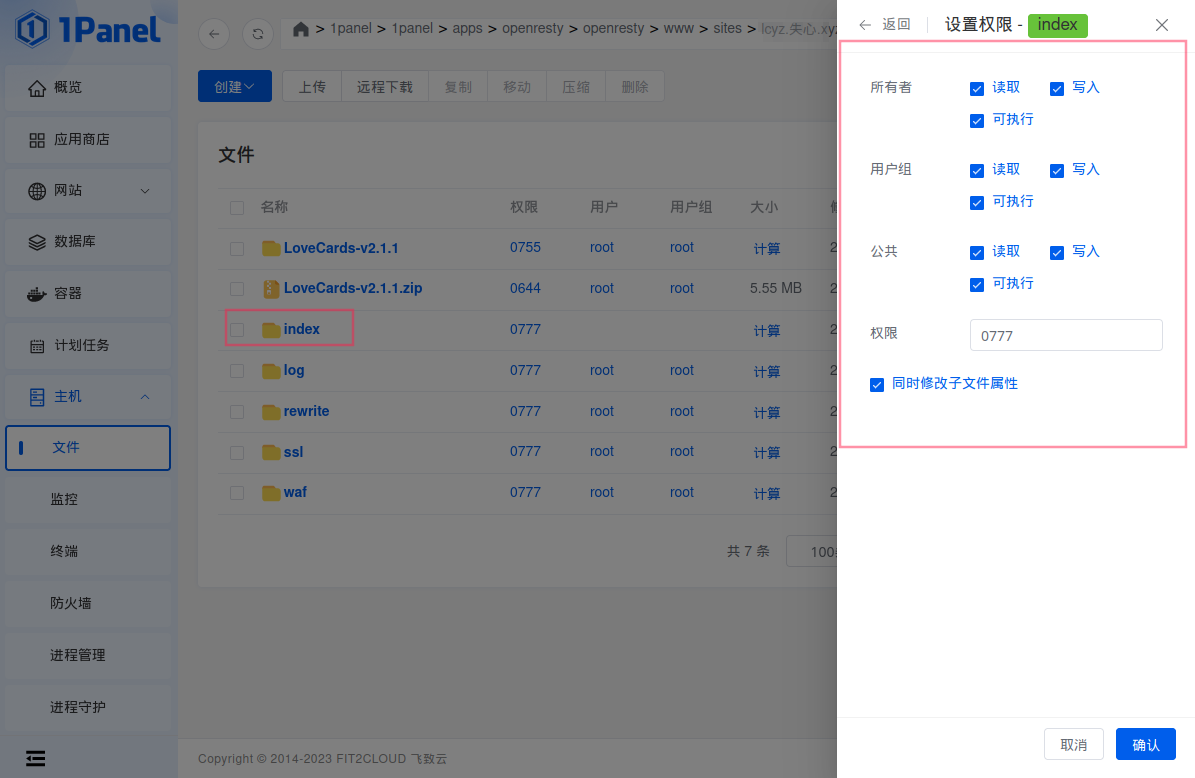 1Panel
概览
应用商店
网站
数据库
容器
计划任务
主机
文件
监控
终端
防火墙
进程管理
进程守护
> 1panel > 1panel > apps > openresty > openresty > www > sites >
创建 上传 远程下载 复制 移动 压缩 删除
文件
名称 权限 用户 用户组 大小
LoveCards-v2.1.1 0755 root root 计算 2
LoveCards-v2.1.1.zip 0644 root root 5.55 MB 2
index 0777 计算 2
log 0777 root root 计算 2
rewrite 0777 root root 计算 2
ssl 0777 root root 计算 2
waf 0777 root root 计算 2
共 7 条 100
Copyright © 2014-2023 FIT2CLOUD 飞致云
返回 设置权限 - index
所有者 读取 写入
可执行
用户组 读取 写入
可执行
公共 读取 写入
可执行
权限 0777
同时修改子文件属性
取消 确认